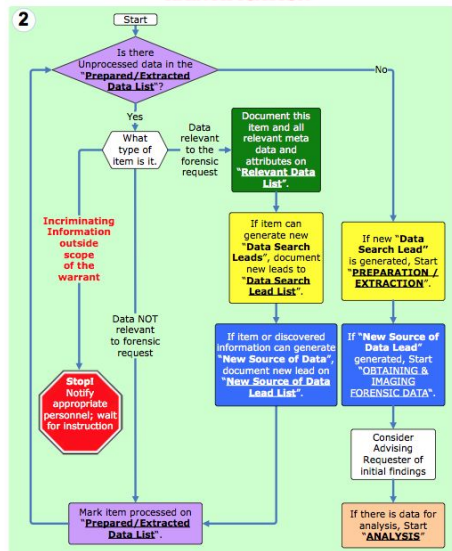 2
Start
Is there
Unprocessed data in the
"Prepared/Extracted
Data List"?
No
Yes
What
type of
item is it.
Data
relevant
to the
forensic
request
Document this
item and all
relevant meta
data and
attributes on
"Relevant Data
List".
Incriminating
Information
outside
scope
of the
warrant
If item can
generate new
"Data Search
Leads", document
new leads to
"Data Search
Lead List".
If new "Data
Search Lead"
is generated, Start
"PREPARATION /
EXTRACTION".
Data NOT
relevant
to forensic
request
If item or discovered
information can generate
"New Source of Data",
document new lead on
"New Source of Data
Lead List".
If "New Source of
Data Lead"
generated, Start
"OBTAINING &
IMAGING
FORENSIC DATA".
Stop!
Notify
appropriate
personnel; wait
for instruction
Consider
Advising
Requester of
initial findings
Mark item processed on
"Prepared/Extracted
Data List".
If there is data for
analysis, Start
"ANALYSIS"